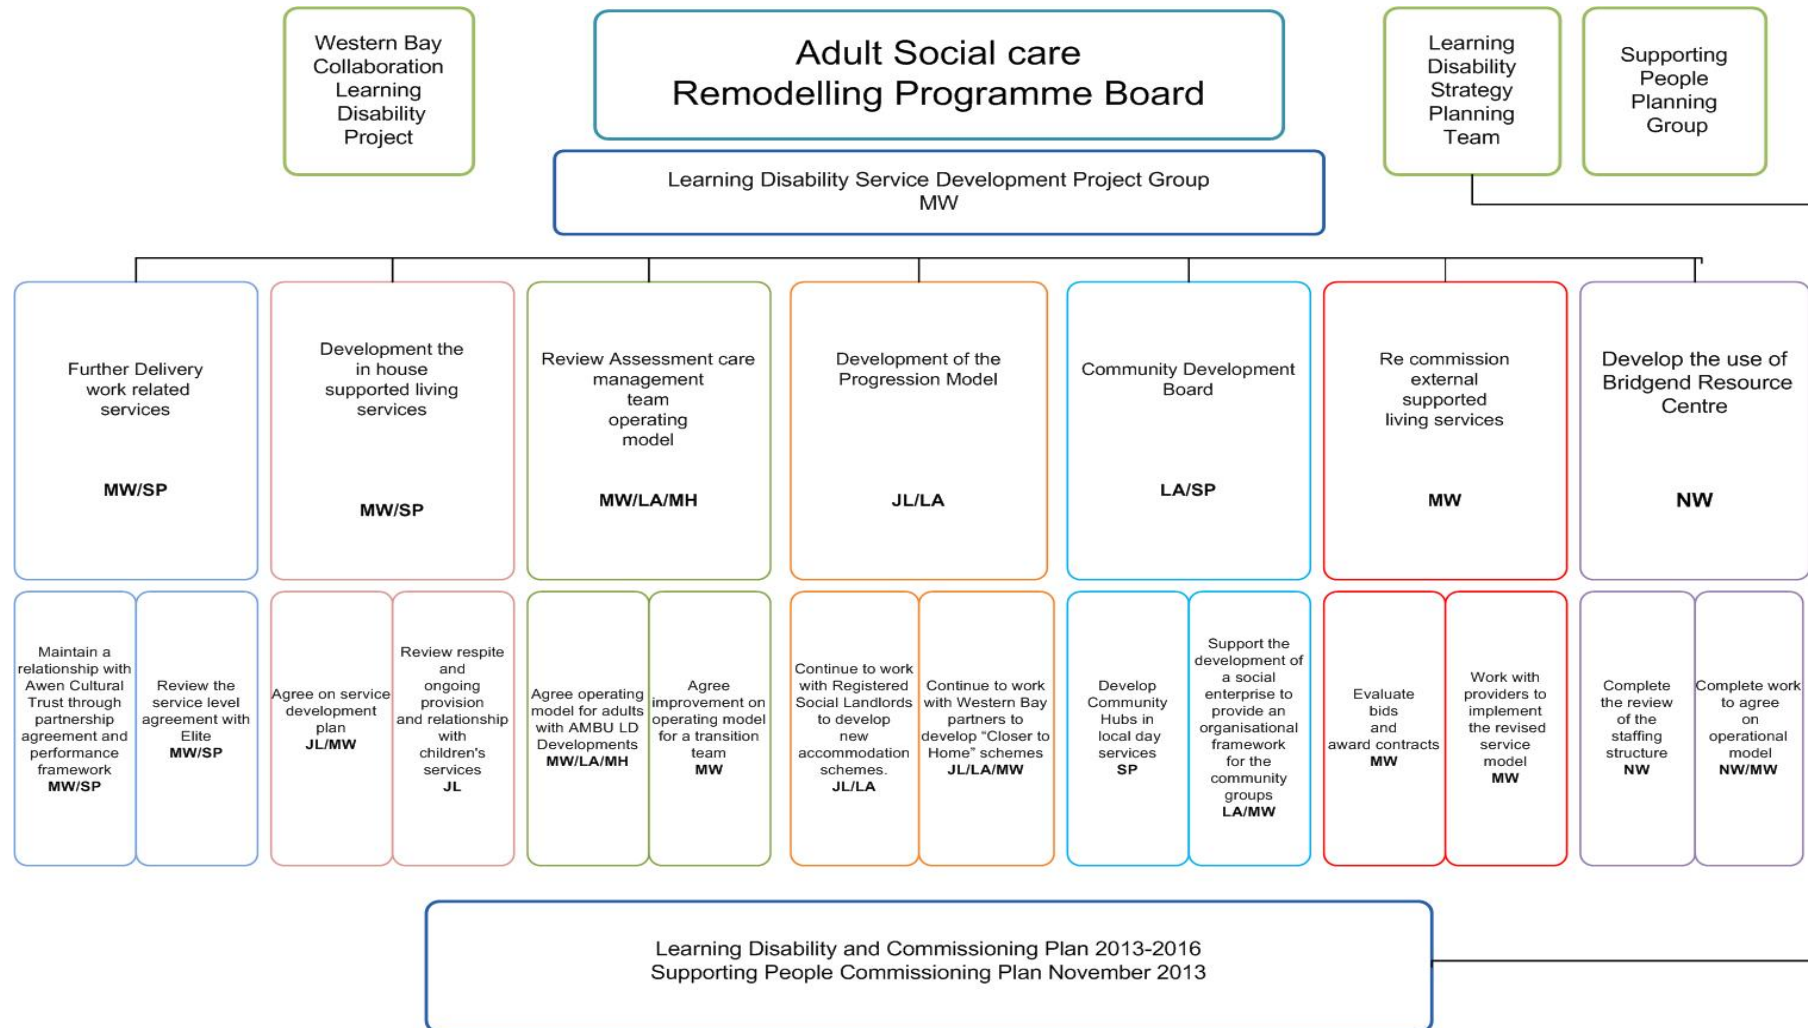 Western Bay
Collaboration
Learning
Disability
Project
Adult Social care
Remodelling Programme Board
Learning
Disability
Strategy
Planning
Team
Supporting
People
Planning
Group
Learning Disability Service Development Project Group
MW
Further Delivery
work related
services
MW/SP
Development the
in house
supported living
services
MW/SP
Review Assessment care
management
team
operating
model
MW/LA/MH
Development of the
Progression Model
JL/LA
Community Development
Board
LA/SP
Re commission
external
supported
living services
MW
Develop the use of
Bridgend Resource
Centre
NW
Maintain a
relationship with
Awen Cultural
Trust through
partnership
agreement and
performance
framework
MW/SP
Review the
service level
agreement with
Elite
MW/SP
Agree on service
development
plan
JL/MW
Review respite
and
ongoing
provision
and relationship
with
children's
services
JL
Agree operating
model for adults
with AMBU LD
Developments
MW/LA/MH
Agree
improvement on
operating model
for a transition
team
MW
Continue to work
with Registered
Social Landlords
to develop
new
accommodation
schemes.
JL/LA
Continue to work
with Western Bay
partners to
develop “Closer to
Home” schemes
JL/LA/MW
Develop
Community
Hubs in
local day
services
SP
Support the
development of
a social
enterprise to
provide an
organisational
framework
for the
community
groups
LA/MW
Evaluate
bids
and
award contracts
MW
Work with
providers to
implement
the revised
service
model
MW
Complete
the review
of the
staffing
structure
NW
Complete work
to agree
on
operational
model
NW/MW
Learning Disability and Commissioning Plan 2013-2016
Supporting People Commissioning Plan November 2013